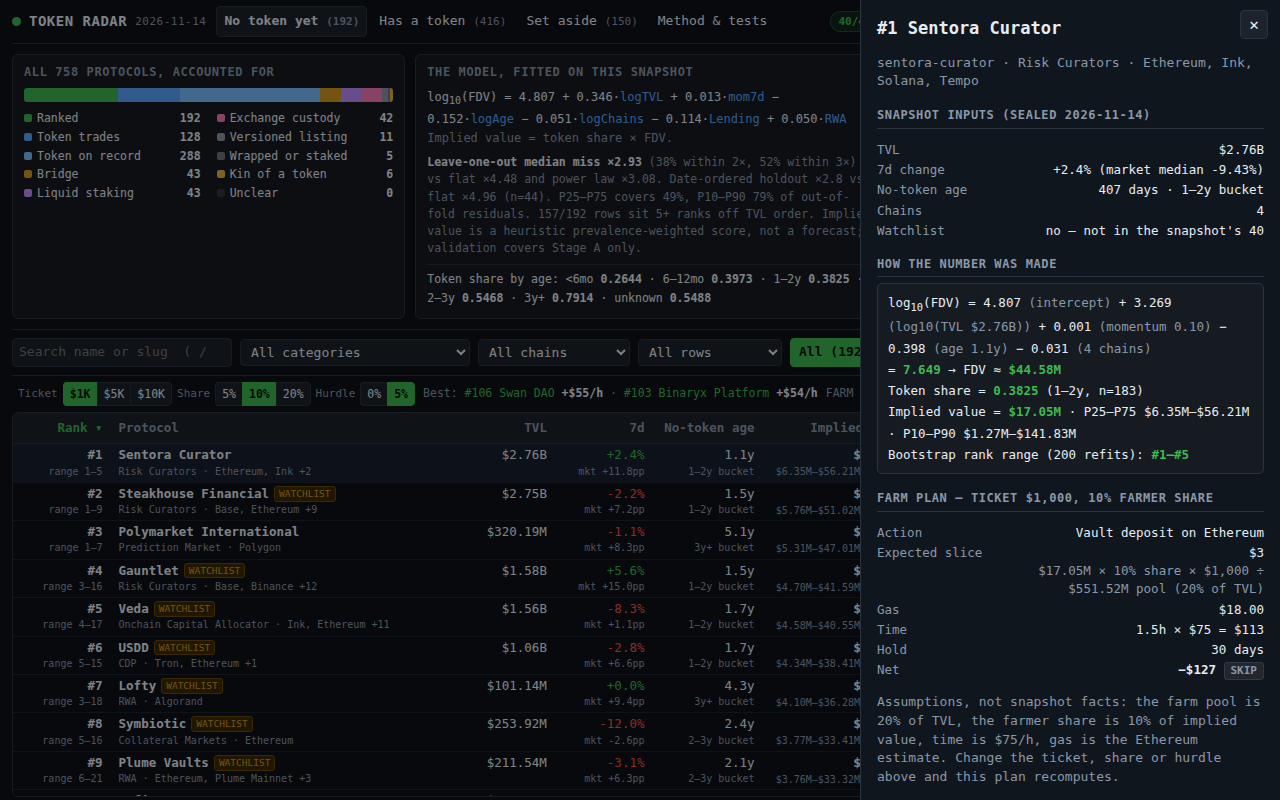 TOKEN RADAR 2026-11-14 No token yet (192) Has a token (416) Set aside (150) Method & tests
ALL 758 PROTOCOLS, ACCOUNTED FOR
Ranked 192 Exchange custody 42
Token trades 128 Versioned listing 11
Token on record 288 Wrapped or staked 5
Bridge 43 Kin of a token 6
Liquid staking 43 Unclear 0
THE MODEL, FITTED ON THIS SNAPSHOT
log10(FDV) = 4.807 + 0.346·logTVL + 0.013·mom7d −
0.152·logAge − 0.051·logChains − 0.114·Lending + 0.050·RWA
Implied value = token share × FDV.
Leave-one-out median miss ×2.93 (38% within 2×, 52% within 3×)
vs flat ×4.48 and power law ×3.08. Date-ordered holdout ×2.8 vs
flat ×4.96 (n=44). P25–P75 covers 49%, P10–P90 79% of out-of-
fold residuals. 157/192 rows sit 5+ ranks off TVL order. Implie
value is a heuristic prevalence-weighted score, not a forecast;
validation covers Stage A only.
Token share by age: <6mo 0.2644 · 6–12mo 0.3973 · 1–2y 0.3825 ·
2–3y 0.5468 · 3y+ 0.7914 · unknown 0.5488
Search name or slug ( / All categories All chains All rows All (192
Ticket $1K $5K $10K Share 5% 10% 20% Hurdle 0% 5% Best: #106 Swan DAO +$55/h · #103 Binaryx Platform +$54/h FARM
Rank ▾ Protocol TVL 7d No-token age Implied
#1 Sentora Curator $2.76B +2.4% 1.1y $
range 1–5 Risk Curators · Ethereum, Ink +2 mkt +11.8pp 1–2y bucket $6.35M–$56.21M
#2 Steakhouse Financial WATCHLIST $2.75B -2.2% 1.5y $
range 1–9 Risk Curators · Base, Ethereum +9 mkt +7.2pp 1–2y bucket $5.76M–$51.02M
#3 Polymarket International $320.19M -1.1% 5.1y $
range 1–7 Prediction Market · Polygon mkt +8.3pp 3y+ bucket $5.31M–$47.01M
#4 Gauntlet WATCHLIST $1.58B +5.6% 1.5y $
range 3–16 Risk Curators · Base, Binance +12 mkt +15.0pp 1–2y bucket $4.70M–$41.59M
#5 Veda WATCHLIST $1.56B -8.3% 1.7y $
range 4–17 Onchain Capital Allocator · Ink, Ethereum +11 mkt +1.1pp 1–2y bucket $4.58M–$40.55M
#6 USDD WATCHLIST $1.06B -2.8% 1.7y $
range 5–15 CDP · Tron, Ethereum +1 mkt +6.6pp 1–2y bucket $4.34M–$38.41M
#7 Lofty WATCHLIST $101.14M +0.0% 4.3y $
range 3–18 RWA · Algorand mkt +9.4pp 3y+ bucket $4.10M–$36.28M
#8 Symbiotic WATCHLIST $253.92M -12.0% 2.4y $
range 5–16 Collateral Markets · Ethereum mkt -2.6pp 2–3y bucket $3.77M–$33.41M
#9 Plume Vaults WATCHLIST $211.54M -3.1% 2.1y $
range 6–21 RWA · Ethereum, Plume Mainnet +3 mkt +6.3pp 2–3y bucket $3.76M–$33.32M
#1 Sentora Curator ✕
sentora-curator · Risk Curators · Ethereum, Ink,
Solana, Tempo
SNAPSHOT INPUTS (SEALED 2026-11-14)
TVL $2.76B
7d change +2.4% (market median -9.43%)
No-token age 407 days · 1–2y bucket
Chains 4
Watchlist no — not in the snapshot's 40
HOW THE NUMBER WAS MADE
log10(FDV) = 4.807 (intercept) + 3.269
(log10(TVL $2.76B)) + 0.001 (momentum 0.10) −
0.398 (age 1.1y) − 0.031 (4 chains)
= 7.649 → FDV ≈ $44.58M
Token share = 0.3825 (1–2y, n=183)
Implied value = $17.05M · P25–P75 $6.35M–$56.21M
· P10–P90 $1.27M–$141.83M
Bootstrap rank range (200 refits): #1–#5
FARM PLAN — TICKET $1,000, 10% FARMER SHARE
Action Vault deposit on Ethereum
Expected slice $3
$17.05M × 10% share × $1,000 ÷
$551.52M pool (20% of TVL)
Gas $18.00
Time 1.5h × $75 = $113
Hold 30 days
Net −$127 SKIP
Assumptions, not snapshot facts: the farm pool is
20% of TVL, the farmer share is 10% of implied
value, time is $75/h, gas is the Ethereum
estimate. Change the ticket, share or hurdle
above and this plan recomputes.